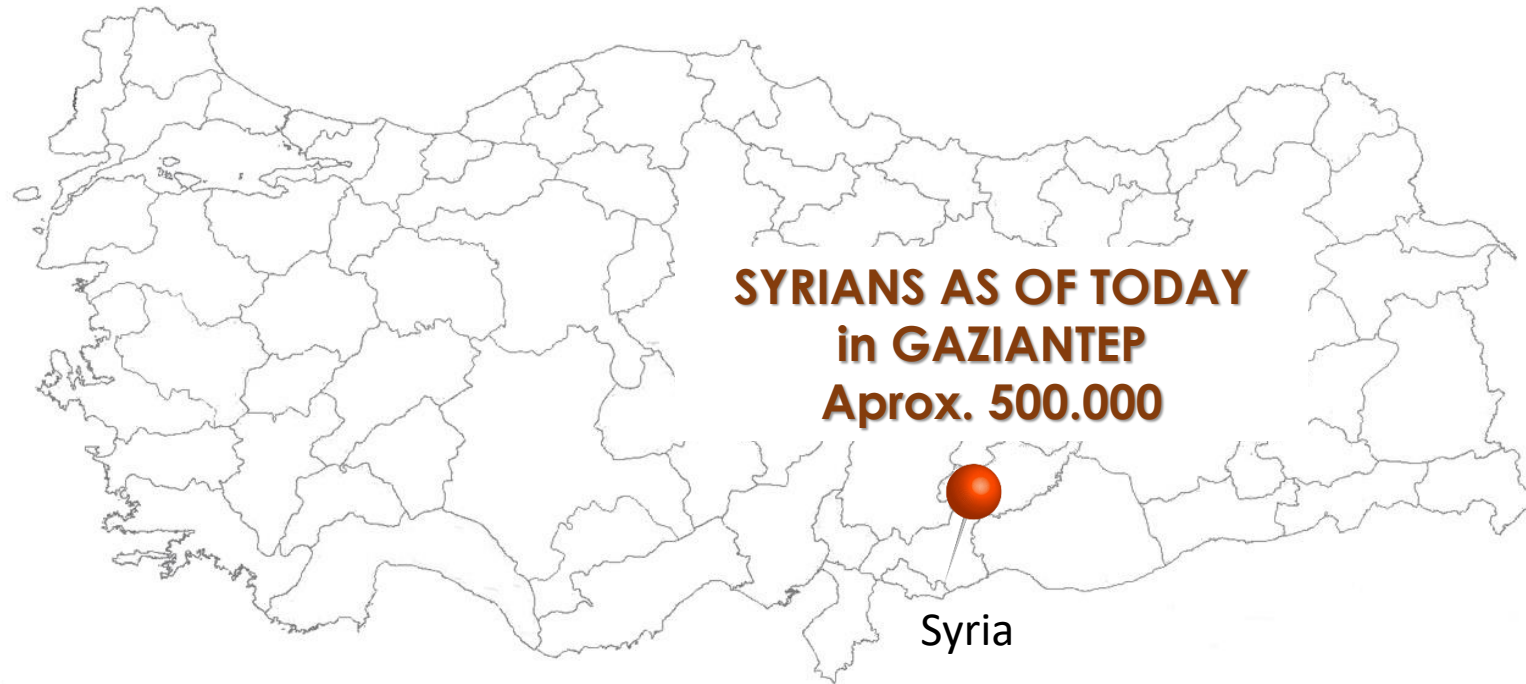 SYRIANS AS OF TODAY
in GAZIANTEP
Aprox. 500.000
Syria